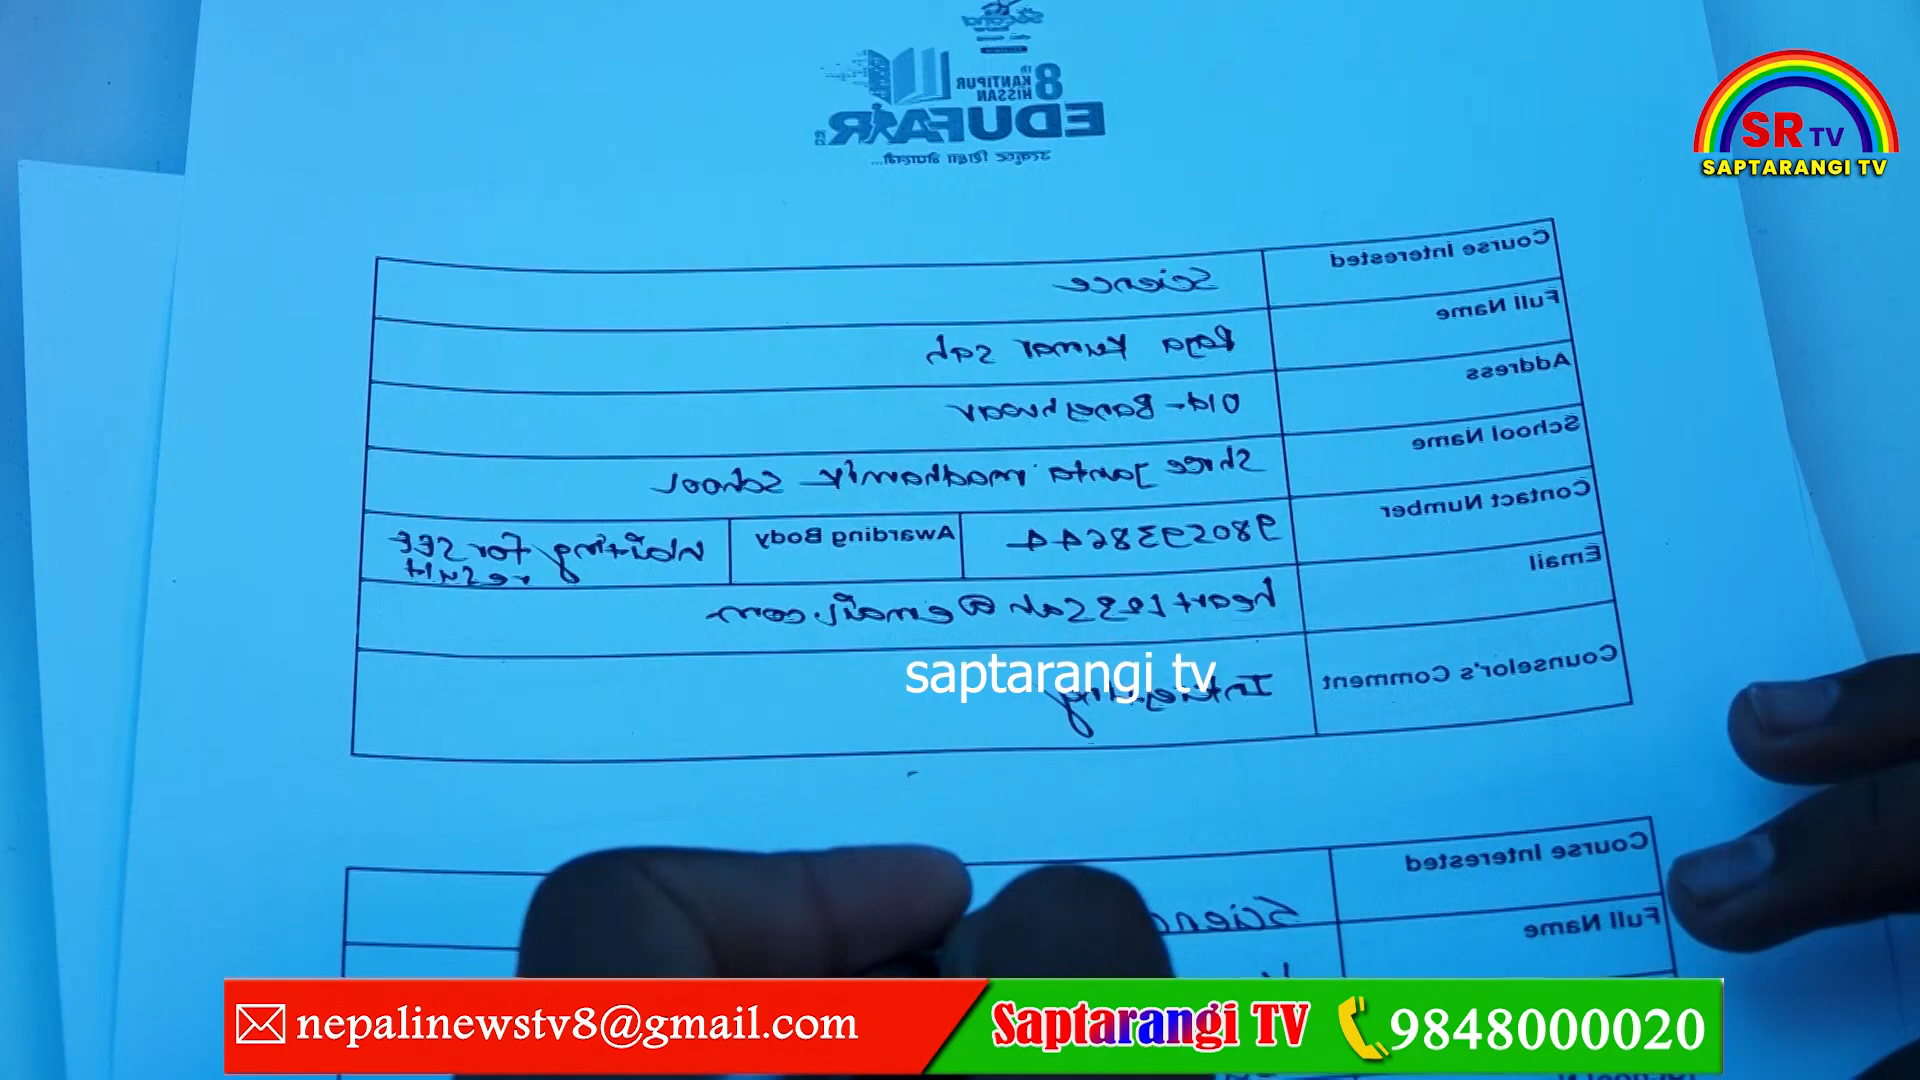 8TH KANTIPUR
HISSAN
EDUFAIR
SR TV
SAPTARANGI TV
Course Interested Science
Full Name Raja Kumar Sah
Address Old-Baneshwor
School Name Shree Janta madhamik School
Contact Number Awarding Body Waiting for SEE
result
Email
Counselor's Comment
saptarangi tv
Course Interested
Full Name
nepalinewstv8@gmail.com Saptarangi TV 9848000020